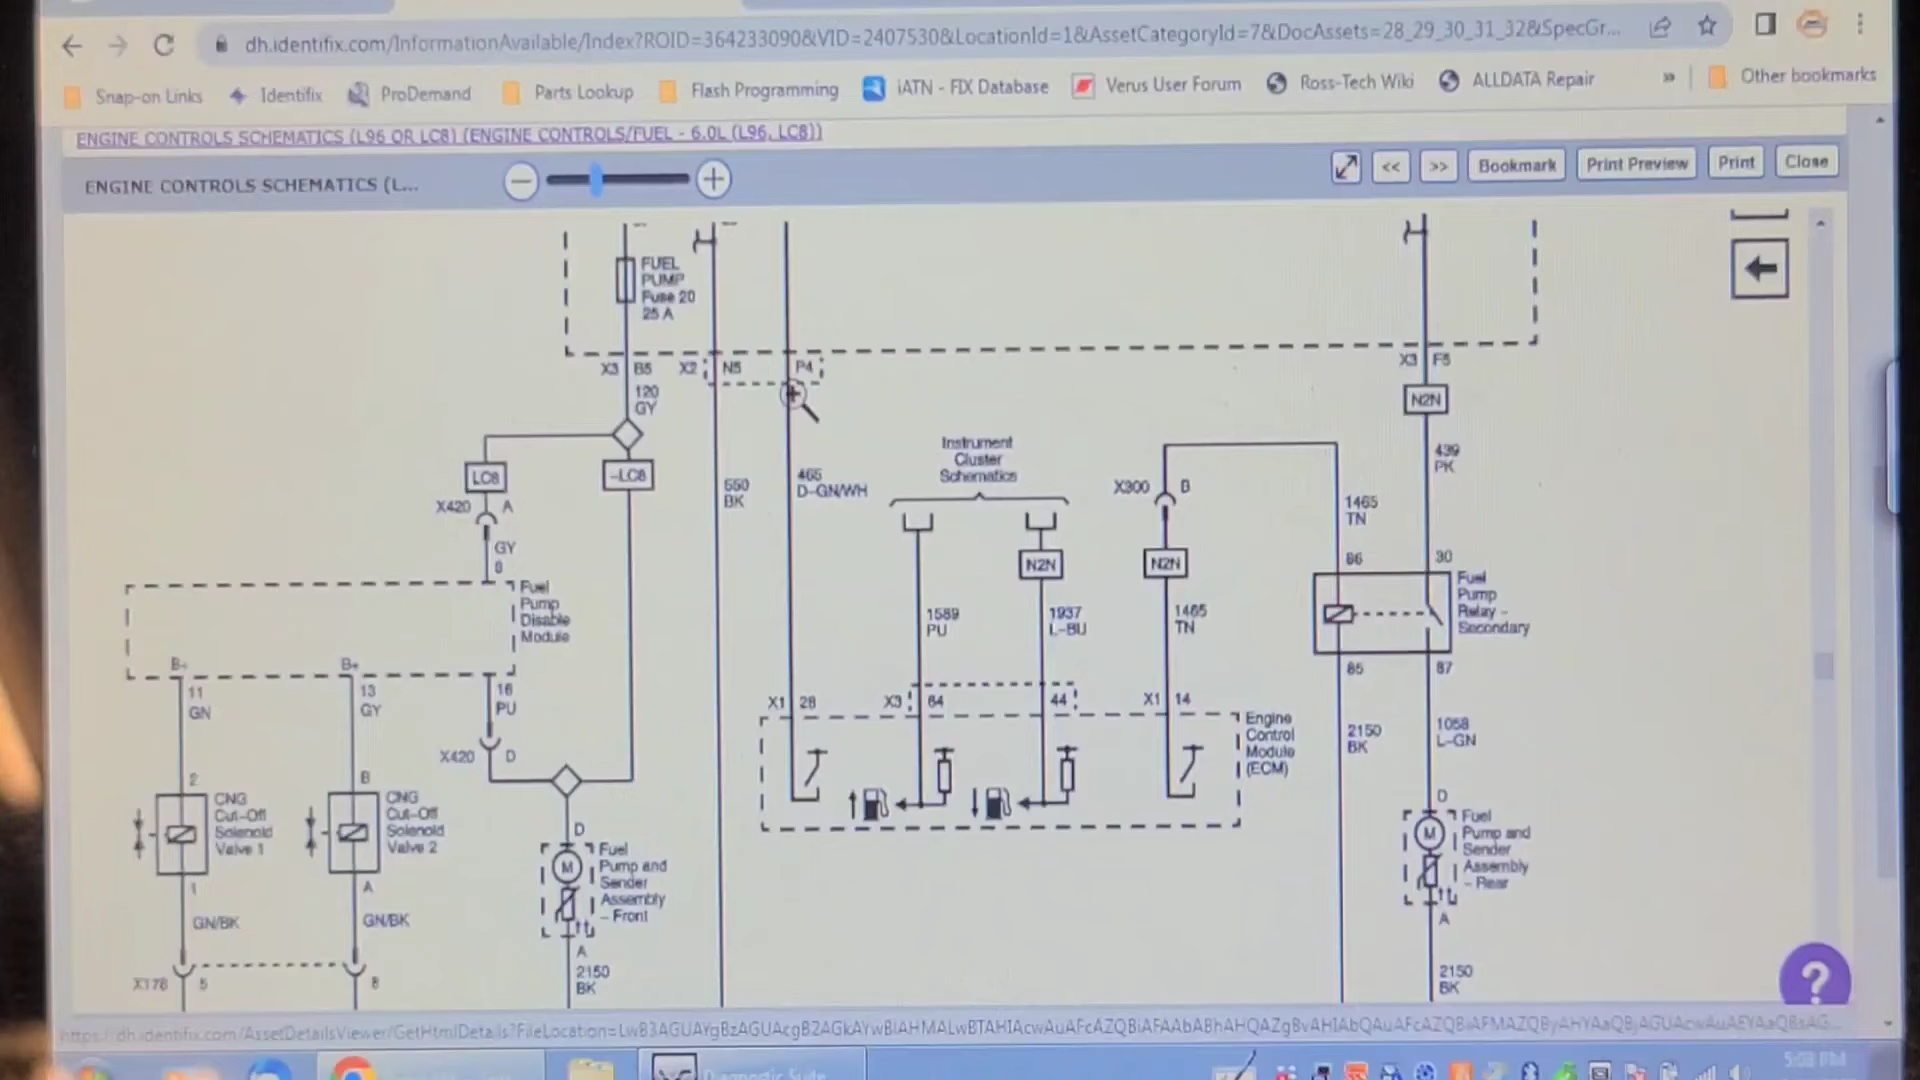 dh.identifix.com/InformationAvailable/Index?ROID=364233090&VID=2407530&LocationId=1&AssetCategoryId=7&DocAssets=28_29_30_31_32&SpecGr...
Snap-on Links
Identifix
ProDemand
Parts Lookup
Flash Programming
iATN - FIX Database
Verus User Forum
Ross-Tech Wiki
ALLDATA Repair
»
Other bookmarks
ENGINE CONTROLS SCHEMATICS (L96 OR LC8) (ENGINE CONTROLS/FUEL - 6.0L (L96, LC8))
ENGINE CONTROLS SCHEMATICS (L...
<<
>>
Bookmark
Print Preview
Print
Close
FUEL
PUMP
Fuse 20
25 A
X3 B5
X2 N5
P4
X3 F5
120
GY
N2N
LC8
-LC8
439
PK
Instrument
Cluster
Schematics
550
BK
465
D-GN/WH
X300 B
1465
TN
X420 A
GY
8
N2N
N2N
86
30
Fuel
Pump
Disable
Module
Fuel
Pump
Relay -
Secondary
1589
PU
1937
L-BU
1465
TN
B+
B+
85
87
11
GN
13
GY
16
PU
X1 28
X3 64
44
X1 14
Engine
Control
Module
(ECM)
2150
BK
1058
L-GN
X420 D
2
B
CNG
Cut-Off
Solenoid
Valve 1
CNG
Cut-Off
Solenoid
Valve 2
D
M
Fuel
Pump and
Sender
Assembly
- Front
D
M
Fuel
Pump and
Sender
Assembly
- Rear
1
A
A
A
GN/BK
GN/BK
2150
BK
2150
BK
X178 5
8
?
5:03 PM
Diagnostic Suite